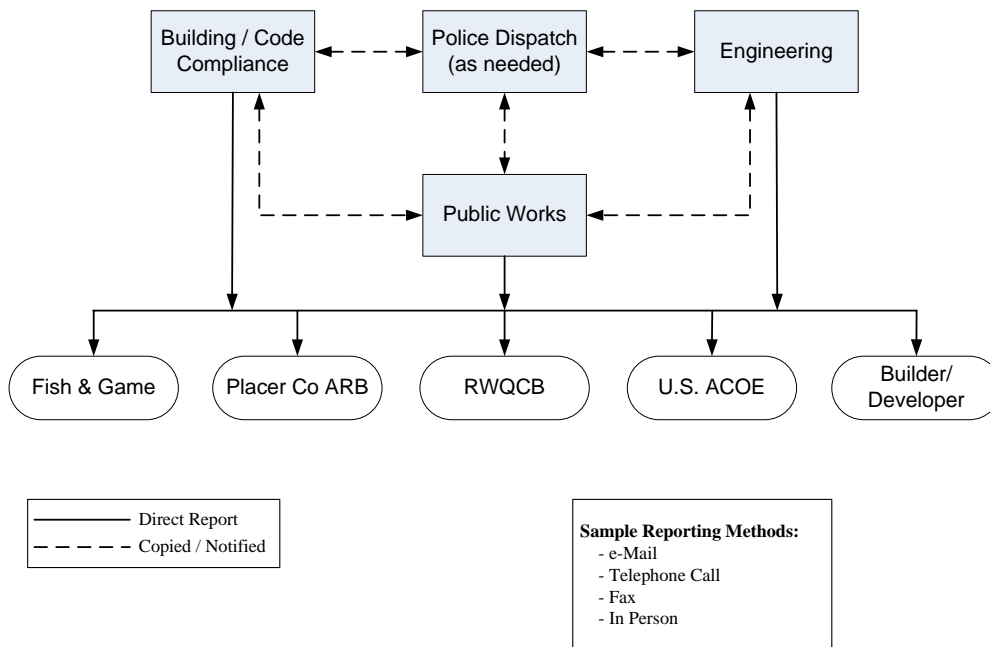 Building / Code
Compliance
Police Dispatch
(as needed)
Engineering
Public Works
Fish & Game
Placer Co ARB
RWQCB
U.S. ACOE
Builder/
Developer
Direct Report
Copied / Notified
Sample Reporting Methods:
- e-Mail
- Telephone Call
- Fax
- In Person